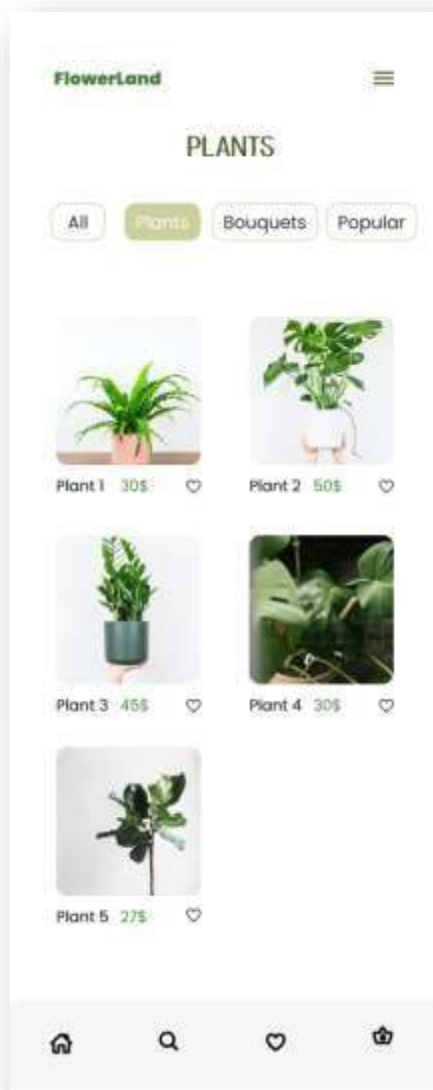 FlowerLand
PLANTS
All Plants Bouquets Popular
Plant 1 30$ Plant 2 50$
Plant 3 45$ Plant 4 30$
Plant 5 27$